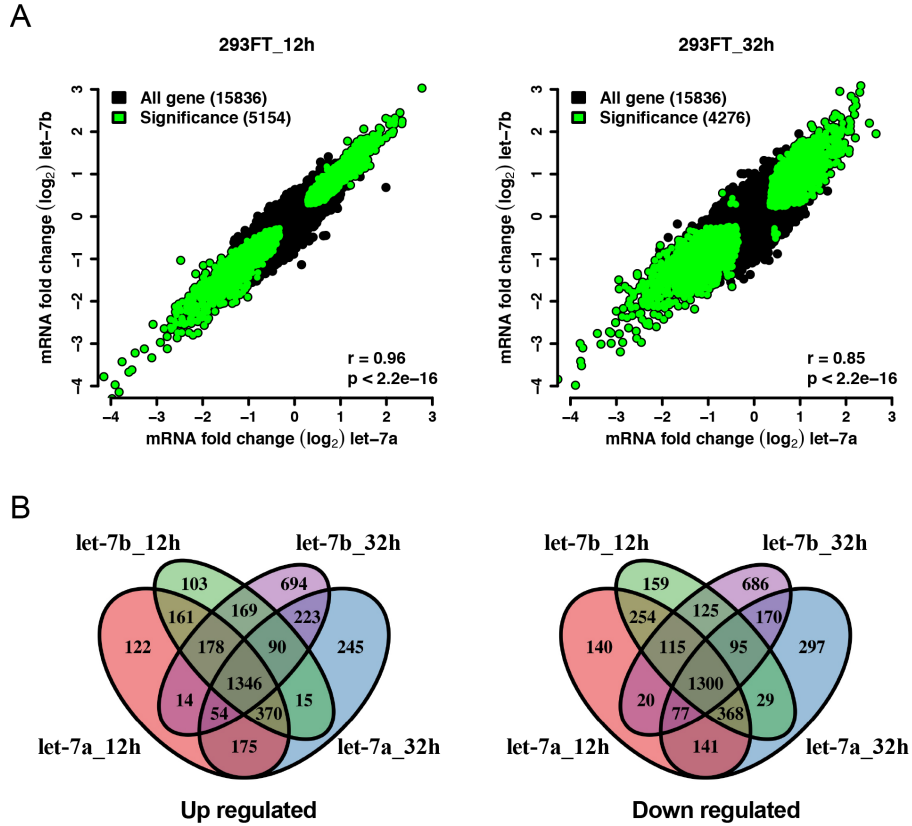 A
293FT_12h
293FT_32h
All gene (15836)
Significance (5154)
All gene (15836)
Significance (4276)
mRNA fold change (log2) let−7b
3
2
1
0
−1
−2
−3
−4
r = 0.96
p < 2.2e−16
−4 −3 −2 −1 0 1 2 3
mRNA fold change (log2) let−7a
mRNA fold change (log2) let−7b
3
2
1
0
−1
−2
−3
−4
r = 0.85
p < 2.2e−16
−4 −3 −2 −1 0 1 2 3
mRNA fold change (log2) let−7a
B
let-7b_12h
let-7b_32h
103
694
161
169
223
122
178
90
245
1346
14
54
370
15
175
let-7a_12h
let-7a_32h
Up regulated
let-7b_12h
let-7b_32h
159
686
254
125
170
140
115
95
297
1300
20
77
368
29
141
let-7a_12h
let-7a_32h
Down regulated